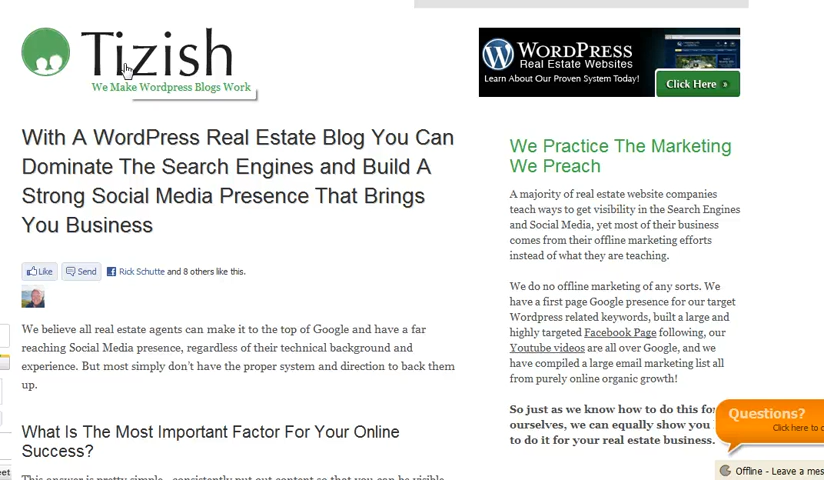 Tizish
We Make Wordpress Blogs Work
WORDPRESS
Real Estate Websites
Learn About Our Proven System Today!
Click Here »
With A WordPress Real Estate Blog You Can
Dominate The Search Engines and Build A
Strong Social Media Presence That Brings
You Business
Like
Send
Rick Schutte and 8 others like this.
We believe all real estate agents can make it to the top of Google and have a far
reaching Social Media presence, regardless of their technical background and
experience. But most simply don't have the proper system and direction to back them
up.
What Is The Most Important Factor For Your Online
Success?
We Practice The Marketing
We Preach
A majority of real estate website companies
teach ways to get visibility in the Search Engines
and Social Media, yet most of their business
comes from their offline marketing efforts
instead of what they are teaching.
We do no offline marketing of any sorts. We
have a first page Google presence for our target
Wordpress related keywords, built a large and
highly targeted Facebook Page following, our
Youtube videos are all over Google, and we
have compiled a large email marketing list all
from purely online organic growth!
So just as we know how to do this for
ourselves, we can equally show you
to do it for your real estate business.
Questions?
Click here to
Offline - Leave a mes